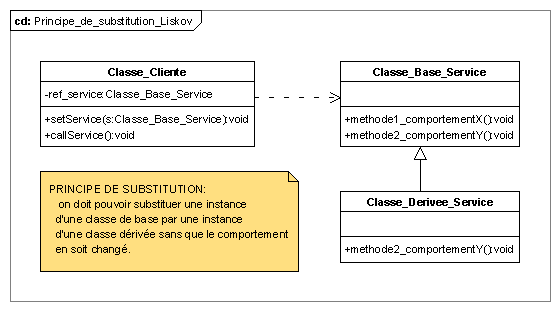 cd: Principe_de_substitution_Liskov
Classe_Cliente
-ref_service:Classe_Base_Service
+setService(s:Classe_Base_Service):void
+callService():void
Classe_Base_Service
+methode1_comportementX():void
+methode2_comportementY():void
PRINCIPE DE SUBSTITUTION:
on doit pouvoir substituer une instance
d'une classe de base par une instance
d'une classe dérivée sans que le comportement
en soit changé.
Classe_Derivee_Service
+methode2_comportementY():void